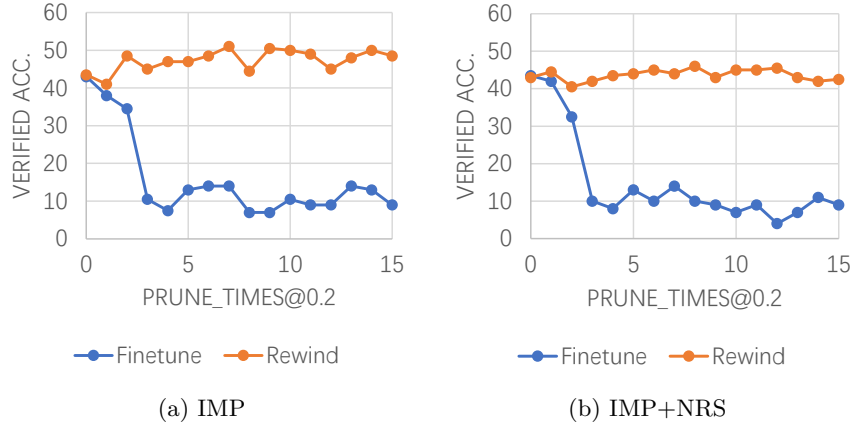 60
50
40
30
20
10
0
VERIFIED ACC.
0 5 10 15
PRUNE_TIMES@0.2
Finetune Rewind
(a) IMP
60
50
40
30
20
10
0
VERIFIED ACC.
0 5 10 15
PRUNE_TIMES@0.2
Finetune Rewind
(b) IMP+NRS